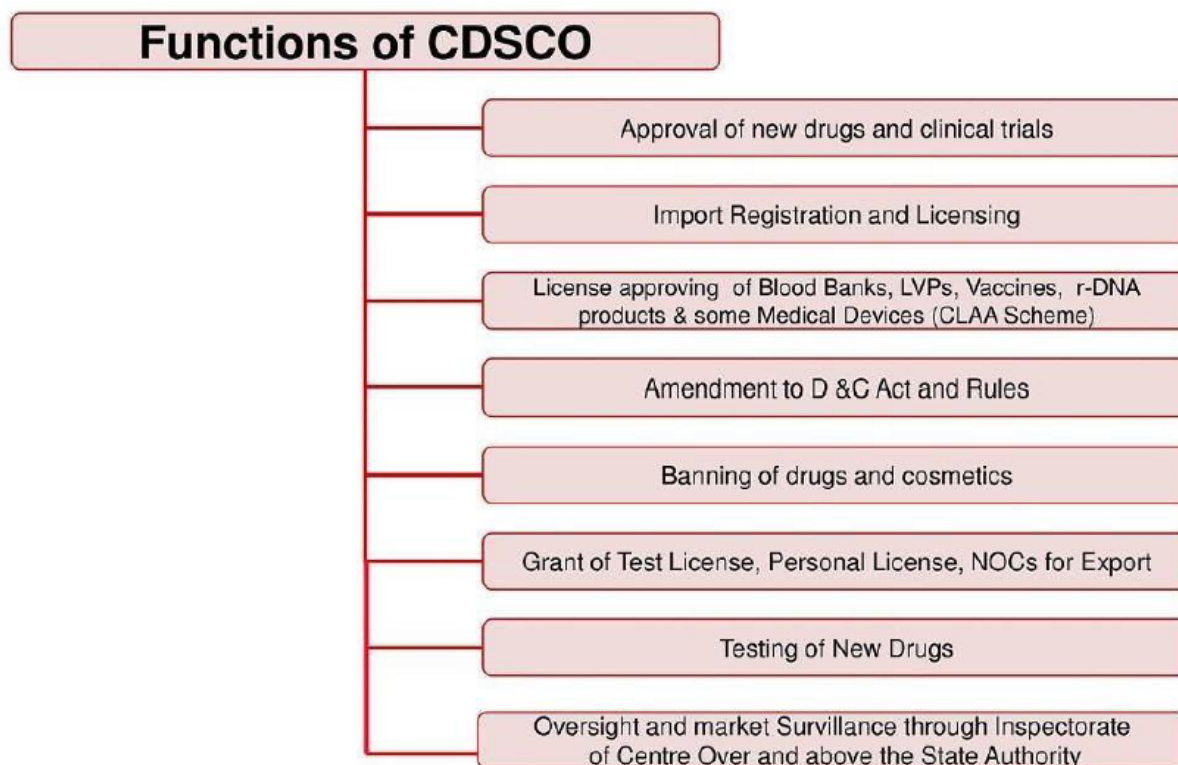 Functions of CDSCO
Approval of new drugs and clinical trials
Import Registration and Licensing
License approving of Blood Banks, LVPs, Vaccines, r-DNA
products & some Medical Devices (CLAA Scheme)
Amendment to D &C Act and Rules
Banning of drugs and cosmetics
Grant of Test License, Personal License, NOCs for Export
Testing of New Drugs
Oversight and market Survillance through Inspectorate
of Centre Over and above the State Authority